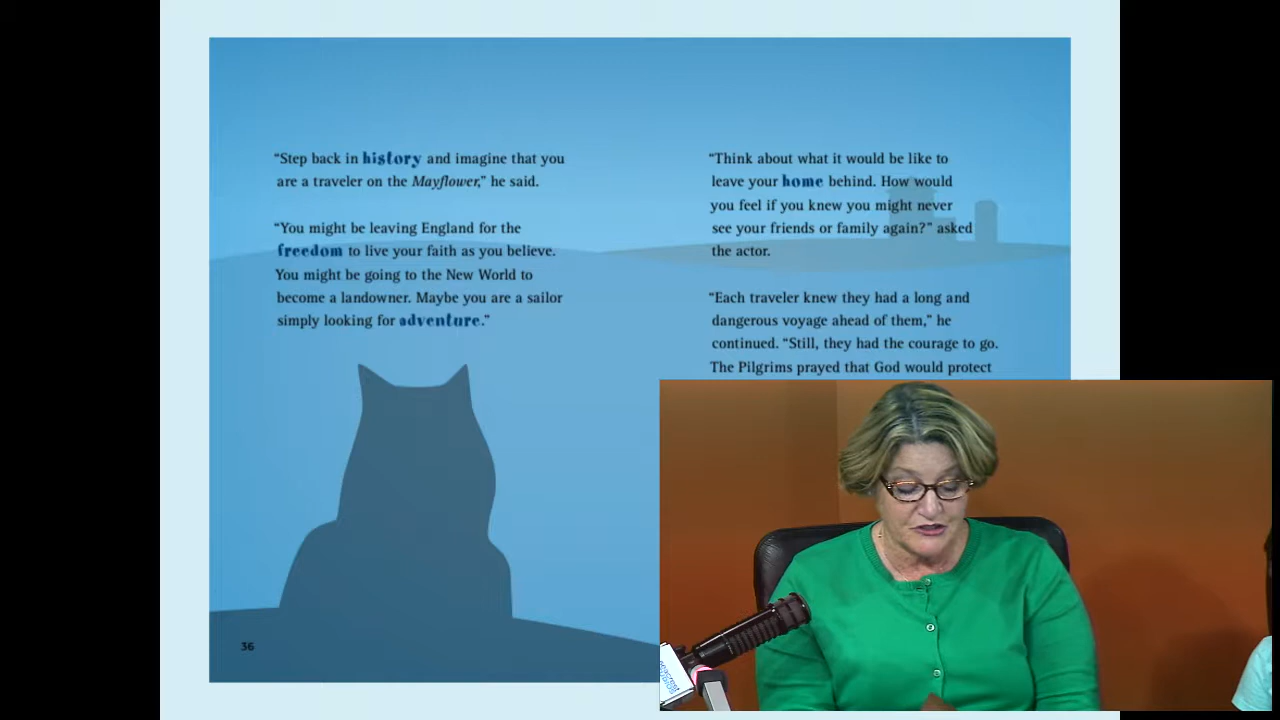 “Step back in history and imagine that you
are a traveler on the Mayflower,” he said.
“You might be leaving England for the
freedom to live your faith as you believe.
You might be going to the New World to
become a landowner. Maybe you are a sailor
simply looking for adventure.”
36
“Think about what it would be like to
leave your home behind. How would
you feel if you knew you might never
see your friends or family again?” asked
the actor.
“Each traveler knew they had a long and
dangerous voyage ahead of them,” he
continued. “Still, they had the courage to go.
The Pilgrims prayed that God would protect